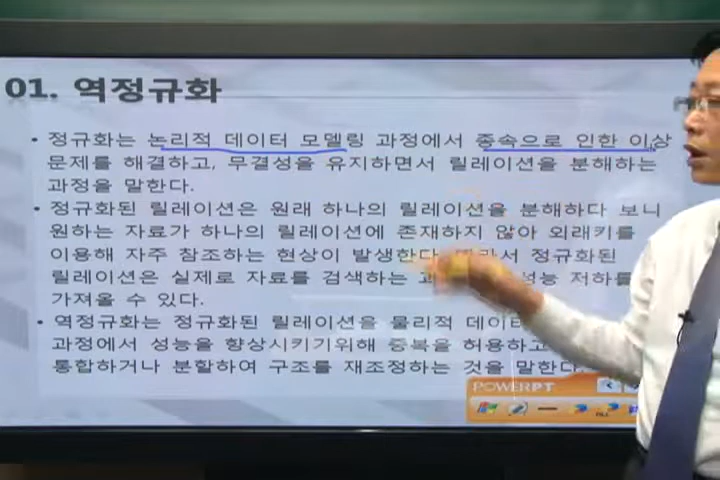 01. 역정규화
• 정규화는 논리적 데이터 모델링 과정에서 종속으로 인한 이상
문제를 해결하고, 무결성을 유지하면서 릴레이션을 분해하는
과정을 말한다.
• 정규화된 릴레이션은 원래 하나의 릴레이션을 분해하다 보니
원하는 자료가 하나의 릴레이션에 존재하지 않아 외래키를
이용해 자주 참조하는 현상이 발생한다. 따라서 정규화된
릴레이션은 실제로 자료를 검색하는 성능 저하를
가져올 수 있다.
• 역정규화는 정규화된 릴레이션을 물리적 데이터
과정에서 성능을 향상시키기위해 중복을 허용하고
통합하거나 분할하여 구조를 재조정하는 것을 말한다.
POWERPT